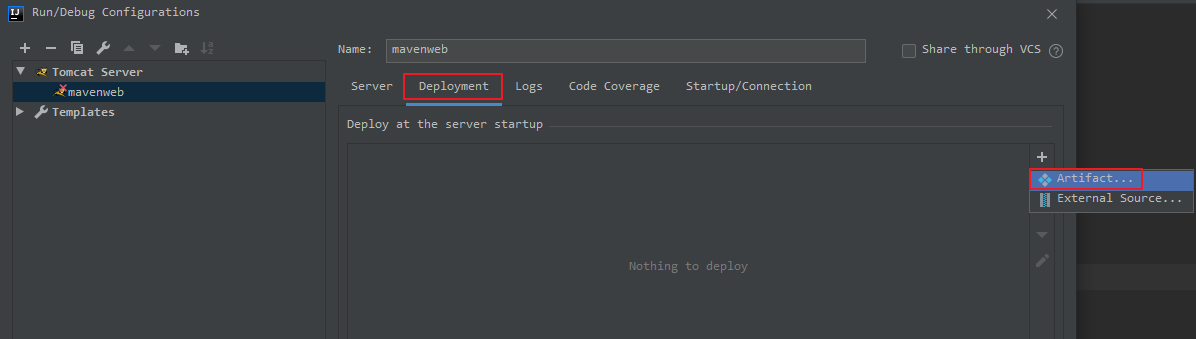 IJ Run/Debug Configurations
Name: mavenweb Share through VCS ?
Tomcat Server
mavenweb
Templates
Server Deployment Logs Code Coverage Startup/Connection
Deploy at the server startup
Artifact...
External Source...
Nothing to deploy